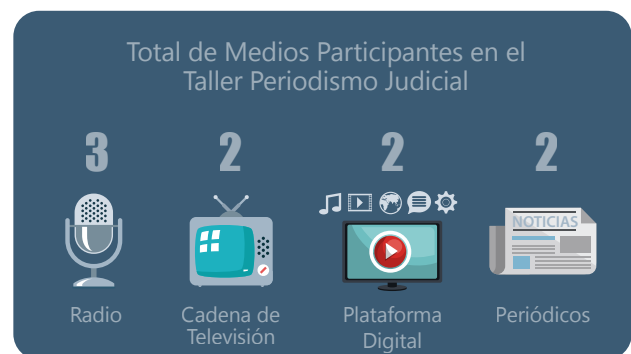 Total de Medios Participantes en el
Taller Periodismo Judicial
3
2
2
2
NOTICIAS
Radio
Cadena de
Televisión
Plataforma
Digital
Periódicos